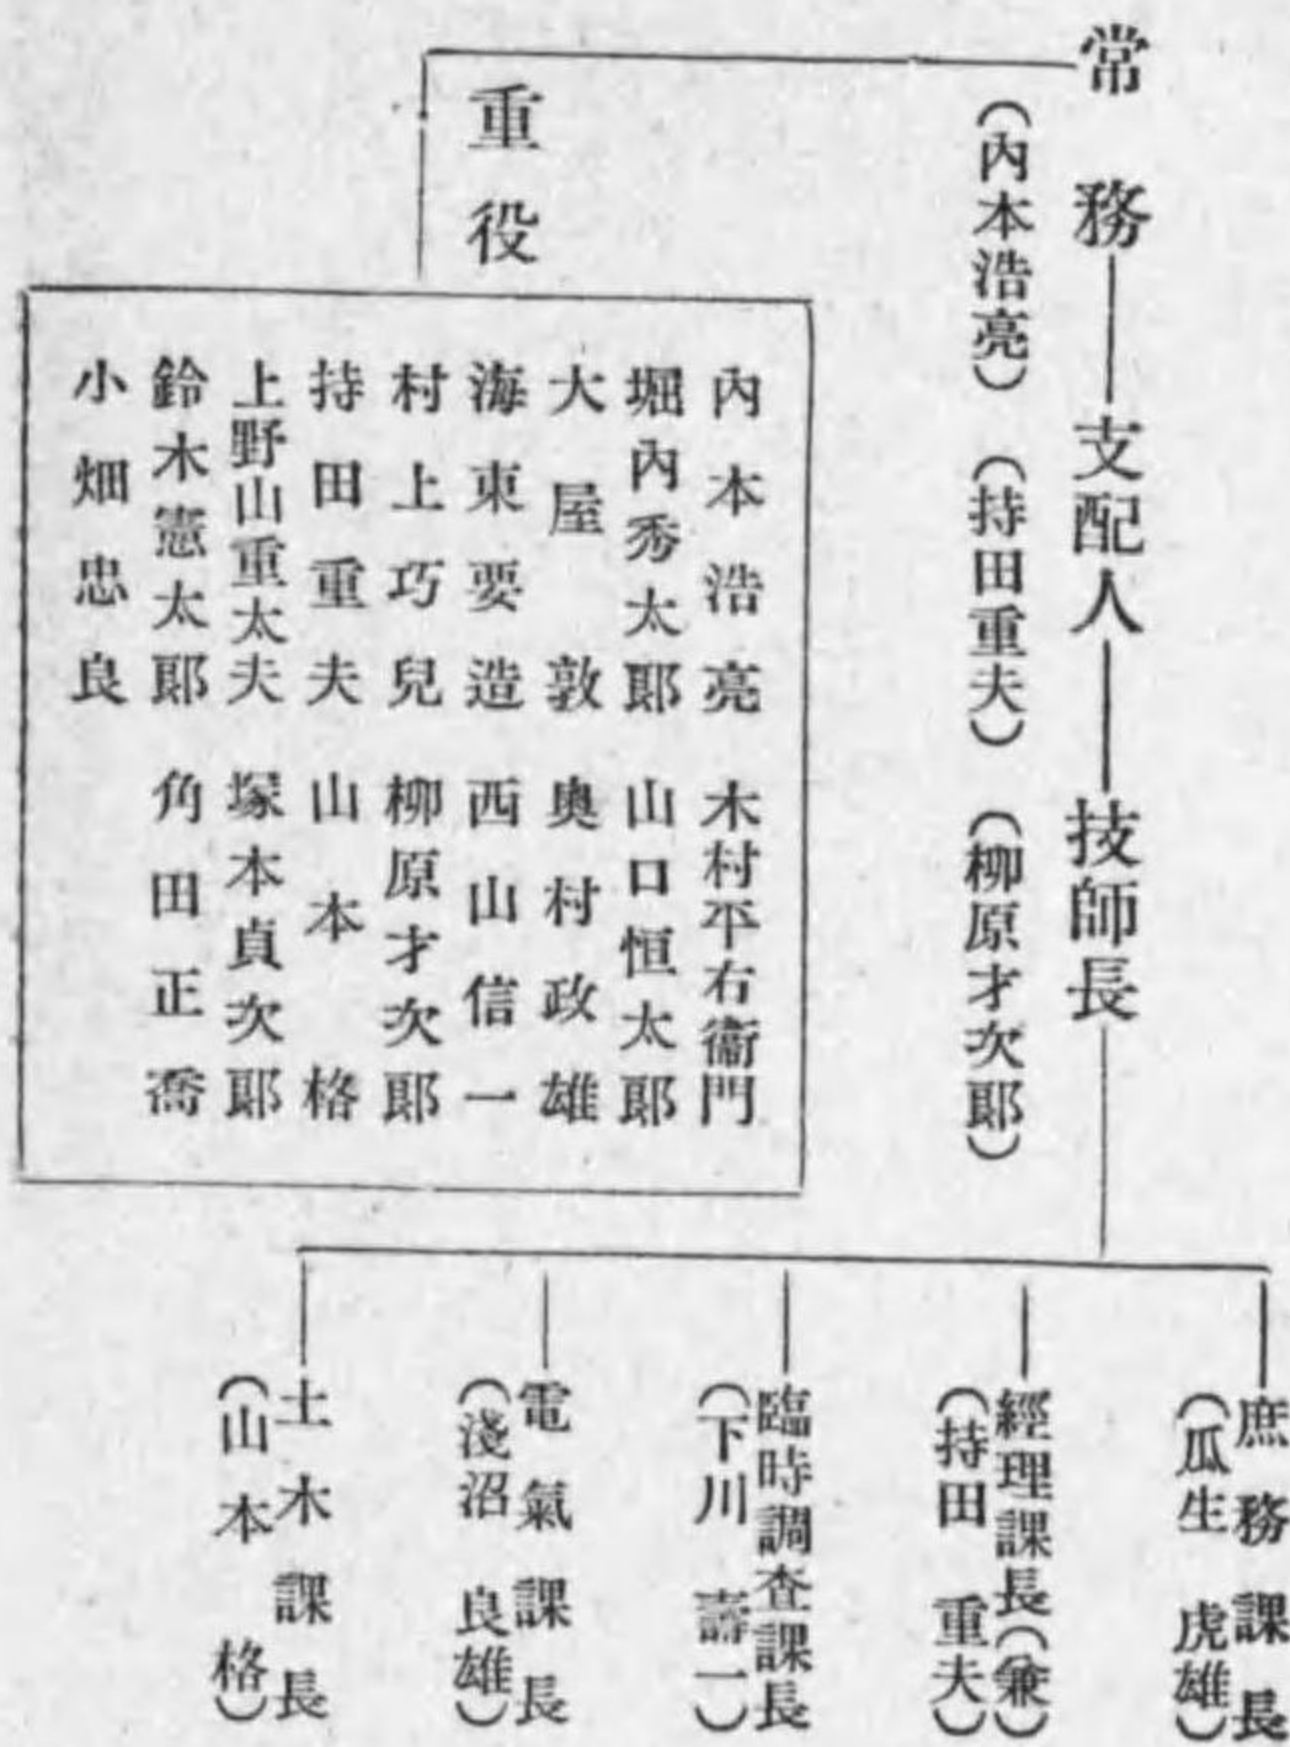 常務―支配人―技師長
(內本浩亮) (持田重夫) (柳原才次郞)
重役
內本浩亮 木村平右衞門
堀內秀太郞 山口恒太郞
大屋敦 奥村政雄
海東要造 西山信一
村上巧兒 柳原才次郞
持田重夫 山本格
上野山重太夫 塚本貞次郞
鈴木憲太郞 角田正喬
小畑忠良
庶務課長
(瓜生虎雄)
經理課長(兼)
(持田重夫)
臨時調査課長
(下川壽一)
電氣課長
(淺沼良雄)
土木課長
(山本格)